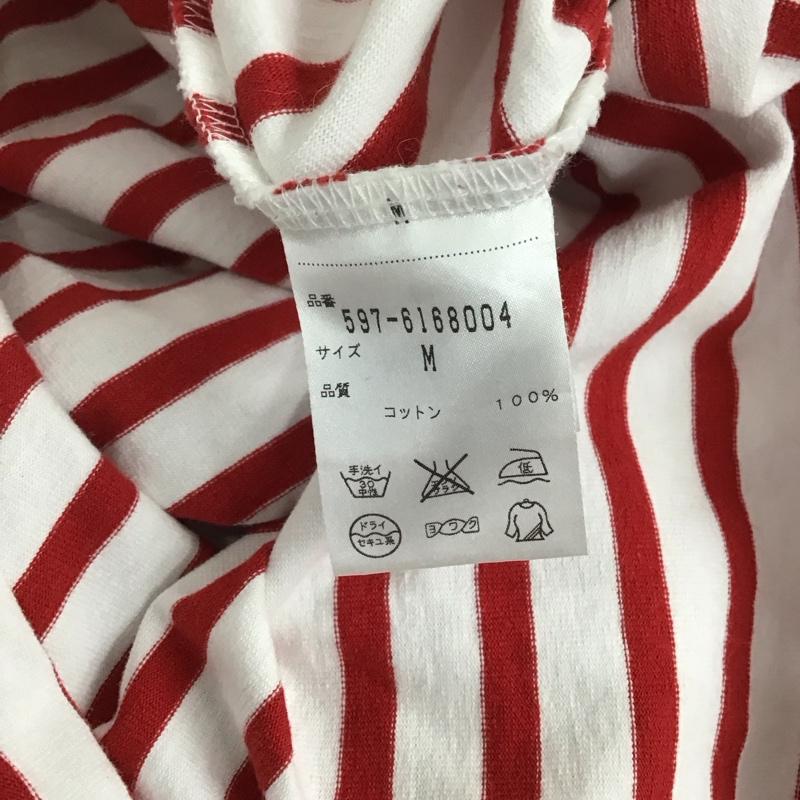 M
品番
597-6168004
サイズ
M
品質
コットン 100%
手洗イ
30
中性
低
ドライ
セキユ系
ヨワク